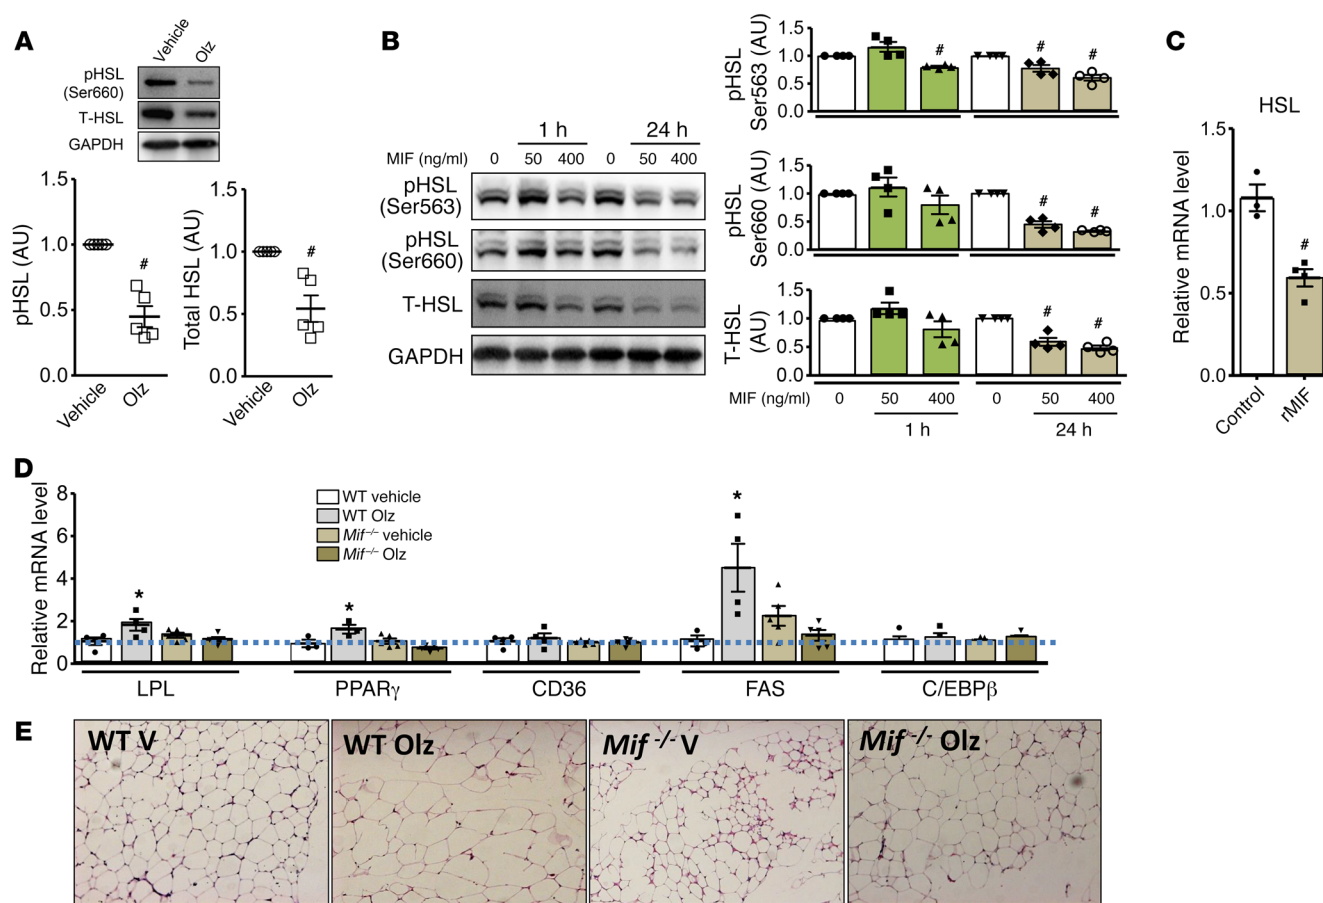 A
Vehicle
Olz
pHSL
(Ser660)
T-HSL
GAPDH
pHSL (AU)
1.5
1.0
0.5
0.0
Vehicle
Olz
#
Total HSL (AU)
1.5
1.0
0.5
0.0
Vehicle
Olz
#
B
1 h
24 h
MIF (ng/ml)
0
50
400
0
50
400
pHSL
(Ser563)
pHSL
(Ser660)
T-HSL
GAPDH
pHSL
Ser563 (AU)
1.5
1.0
0.5
0.0
#
#
#
pHSL
Ser660 (AU)
1.5
1.0
0.5
0.0
#
#
T-HSL
(AU)
1.5
1.0
0.5
0.0
#
#
MIF (ng/ml)
0
50
400
0
50
400
1 h
24 h
C
HSL
Relative mRNA level
1.5
1.0
0.5
0.0
#
Control
rMIF
D
Relative mRNA level
8
6
4
2
0
WT vehicle
WT Olz
Mif–/– vehicle
Mif–/– Olz
*
*
*
LPL
PPARγ
CD36
FAS
C/EBPβ
E
WT V
WT Olz
Mif -/- V
Mif -/- Olz